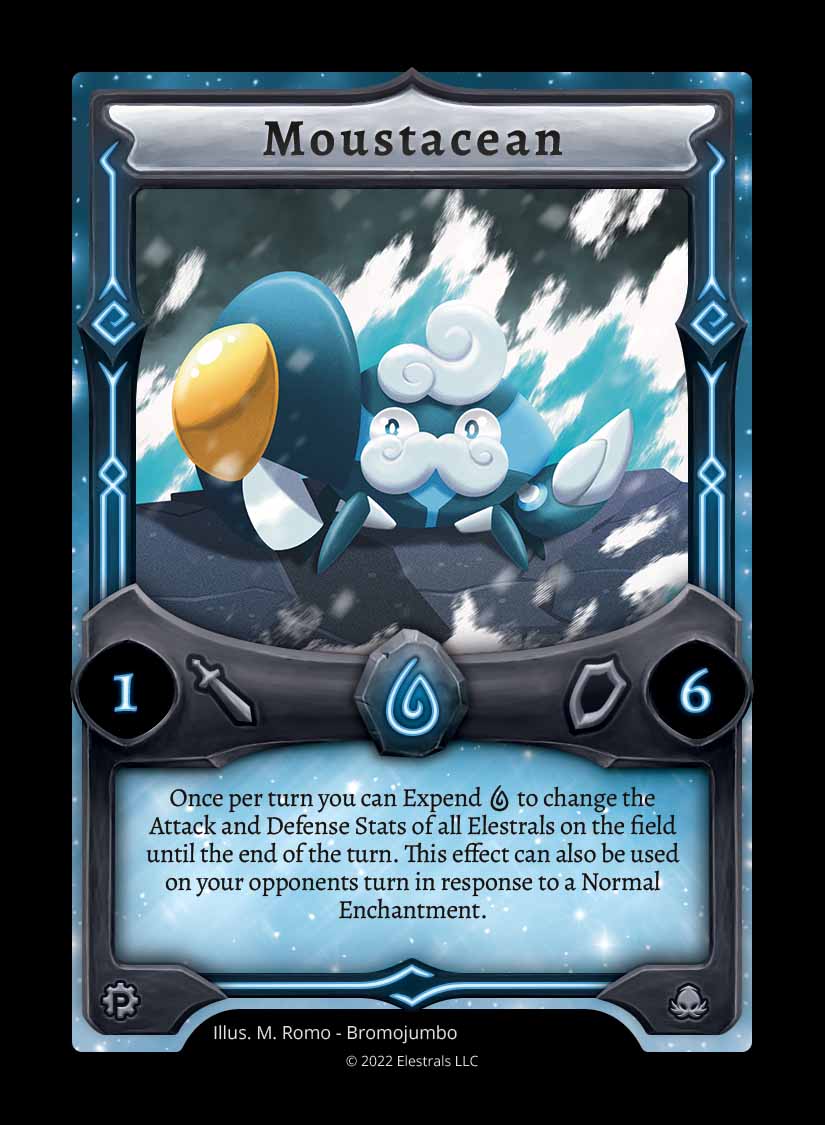 Moustacean
1
6
Once per turn you can Expend to change the
Attack and Defense Stats of all Elestrals on the field
until the end of the turn. This effect can also be used
on your opponents turn in response to a Normal
Enchantment.
P
Illus. M. Romo - Bromojumbo
© 2022 Elestrals LLC